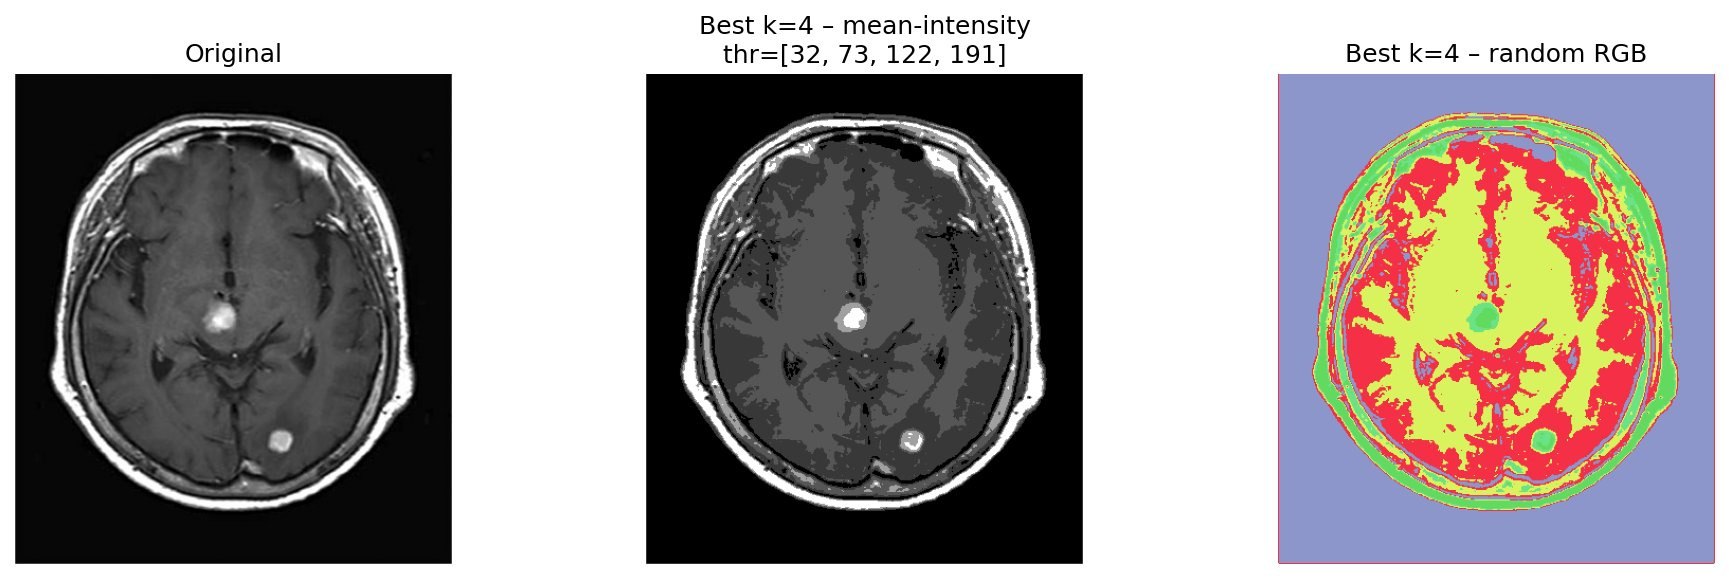 Original
Best k=4 – mean-intensity
thr=[32, 73, 122, 191]
Best k=4 – random RGB